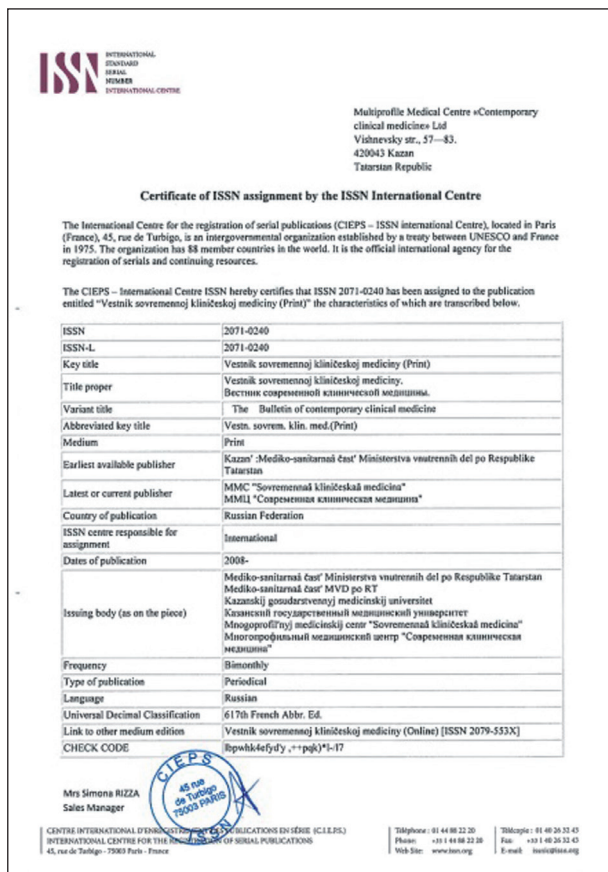 ISSN
INTERNATIONAL
STANDARD
SERIAL
NUMBER
INTERNATIONAL CENTRE
Multiprofile Medical Centre «Contemporary
clinical medicine» Ltd
Vishnevsky str., 57—83.
420043 Kazan
Tatarstan Republic
Certificate of ISSN assignment by the ISSN International Centre
The International Centre for the registration of serial publications (CIEPS – ISSN international Centre), located in Paris
(France), 45, rue de Turbigo, is an intergovernmental organization established by a treaty between UNESCO and France
in 1975. The organization has 88 member countries in the world. It is the official international agency for the
registration of serials and continuing resources.
The CIEPS – International Centre ISSN hereby certifies that ISSN 2071-0240 has been assigned to the publication
entitled "Vestnik sovremennoj kliničeskoj mediciny (Print)" the characteristics of which are transcribed below.
ISSN 2071-0240
ISSN-L 2071-0240
Key title Vestnik sovremennoj kliničeskoj mediciny (Print)
Title proper Vestnik sovremennoj kliničeskoj mediciny.
Вестник современной клинической медицины.
Variant title The Bulletin of contemporary clinical medicine
Abbreviated key title Vestn. sovrem. klin. med.(Print)
Medium Print
Earliest available publisher Kazan' :Mediko-sanitarnaâ čast' Ministerstva vnutrennih del po Respublike
Tatarstan
Latest or current publisher MMC "Sovremennaâ kliničeskaâ medicina"
ММЦ "Современная клиническая медицина"
Country of publication Russian Federation
ISSN centre responsible for
assignment International
Dates of publication 2008-
Issuing body (as on the piece) Mediko-sanitarnaâ čast' Ministerstva vnutrennih del po Respublike Tatarstan
Mediko-sanitarnaâ čast' MVD po RT
Kazanskij gosudarstvennyj medicinskij universitet
Казанский государственный медицинский университет
Mnogoprofil'nyj medicinskij centr "Sovremennaâ kliničeskaâ medicina"
Многопрофильный медицинский центр "Современная клиническая
медицина"
Frequency Bimonthly
Type of publication Periodical
Language Russian
Universal Decimal Classification 617th French Abbr. Ed.
Link to other medium edition Vestnik sovremennoj kliničeskoj mediciny (Online) [ISSN 2079-553X]
CHECK CODE
Mrs Simona RIZZA
Sales Manager
CIEPS
45 rue
de Turbigo
75003 PARIS
ISSN
CENTRE INTERNATIONAL D'ENREGISTREMENT DES PUBLICATIONS EN SÉRIE (C.I.E.P.S.)
INTERNATIONAL CENTRE FOR THE REGISTRATION OF SERIAL PUBLICATIONS
45, rue de Turbigo - 75003 Paris - France
Téléphone : 01 44 88 22 20
Phone: +33 1 44 88 22 20
Web Site: www.issn.org
Télécopie : 01 40 26 32 43
Fax: +33 1 40 26 32 43
E-mail: issnic@issn.org